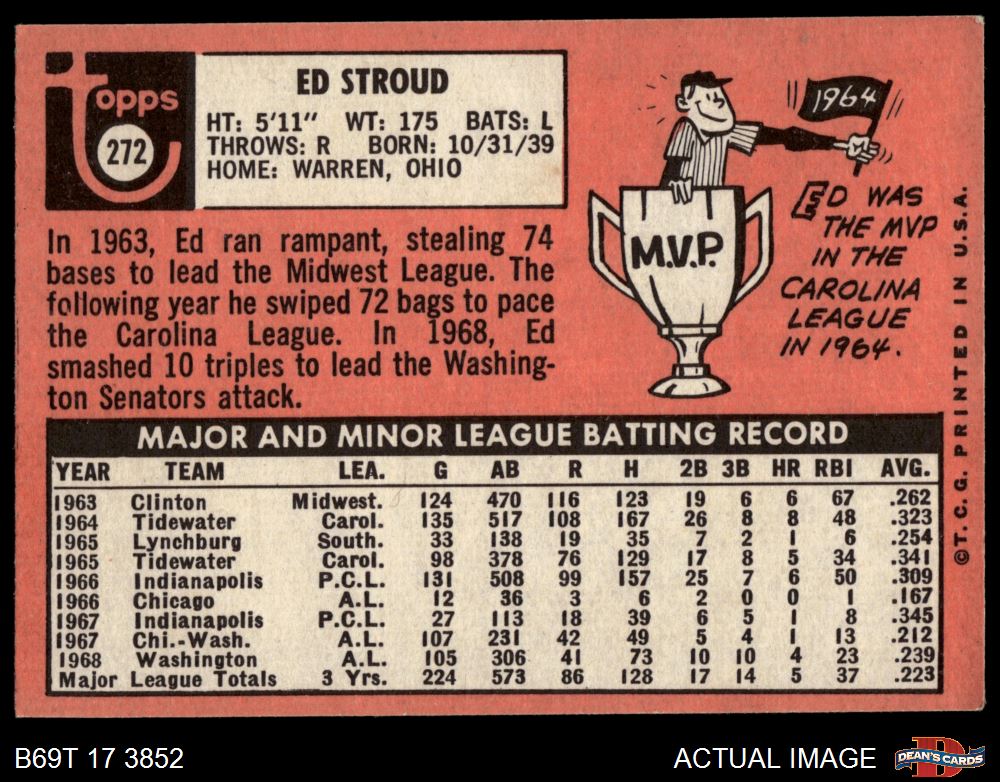 topps
272
ED STROUD
HT: 5'11" WT: 175 BATS: L
THROWS: R BORN: 10/31/39
HOME: WARREN, OHIO
In 1963, Ed ran rampant, stealing 74
bases to lead the Midwest League. The
following year he swiped 72 bags to pace
the Carolina League. In 1968, Ed
smashed 10 triples to lead the Washing-
ton Senators attack.
1964
M.V.P.
ED WAS
THE MVP
IN THE
CAROLINA
LEAGUE
IN 1964.
MAJOR AND MINOR LEAGUE BATTING RECORD
YEAR TEAM LEA. G AB R H 2B 3B HR RBI AVG.
1963 Clinton Midwest. 124 470 116 123 19 6 6 67 .262
1964 Tidewater Carol. 135 517 108 167 26 8 8 48 .323
1965 Lynchburg South. 33 138 19 35 7 2 1 6 .254
1965 Tidewater Carol. 98 378 76 129 17 8 5 34 .341
1966 Indianapolis P.C.L. 131 508 99 157 25 7 6 50 .309
1966 Chicago A.L. 12 36 3 6 2 0 0 1 .167
1967 Indianapolis P.C.L. 27 113 18 39 6 5 1 8 .345
1967 Chi.-Wash. A.L. 107 231 42 49 5 4 1 13 .212
1968 Washington A.L. 105 306 41 73 10 10 4 23 .239
Major League Totals 3 Yrs. 224 573 86 128 17 14 5 37 .223
©T.C.G. PRINTED IN U.S.A.
B69T 17 3852
ACTUAL IMAGE
D
DEAN'S CARDS